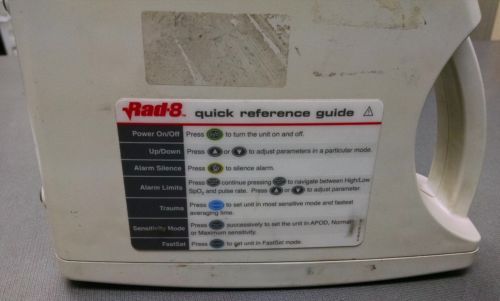 Rad-8™ quick reference guide
Power On/Off Press to turn the unit on and off.
Up/Down Press or to adjust parameters in a particular mode.
Alarm Silence Press to silence alarm.
Alarm Limits Press continue pressing to navigate between High/Low
SpO2 and pulse rate. Press or to adjust parameter.
Trauma Press to set unit in most sensitive mode and fastest
averaging time.
Sensitivity Mode Press successively to set the unit in APOD, Normal
or Maximum sensitivity.
FastSat Press to set unit in FastSat mode.